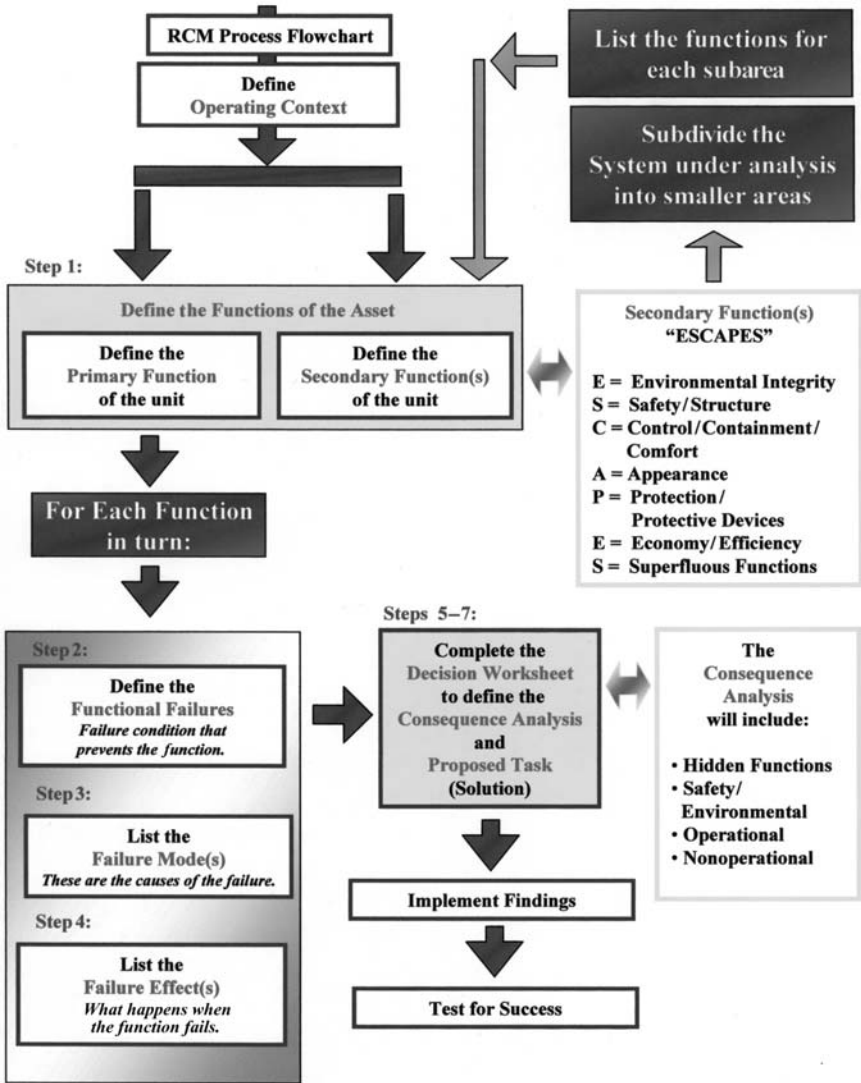 RCM Process Flowchart
Define
Operating Context
List the functions for
each subarea
Subdivide the
System under analysis
into smaller areas
Step 1:
Define the Functions of the Asset
Define the
Primary Function
of the unit
Define the
Secondary Function(s)
of the unit
Secondary Function(s)
“ESCAPES”
E = Environmental Integrity
S = Safety/Structure
C = Control/Containment/
Comfort
A = Appearance
P = Protection/
Protective Devices
E = Economy/Efficiency
S = Superfluous Functions
For Each Function
in turn:
Step 2:
Define the
Functional Failures
Failure condition that
prevents the function.
Step 3:
List the
Failure Mode(s)
These are the causes of the failure.
Step 4:
List the
Failure Effect(s)
What happens when
the function fails.
Steps 5–7:
Complete the
Decision Worksheet
to define the
Consequence Analysis
and
Proposed Task
(Solution)
The
Consequence
Analysis
will include:
• Hidden Functions
• Safety/
Environmental
• Operational
• Nonoperational
Implement Findings
Test for Success